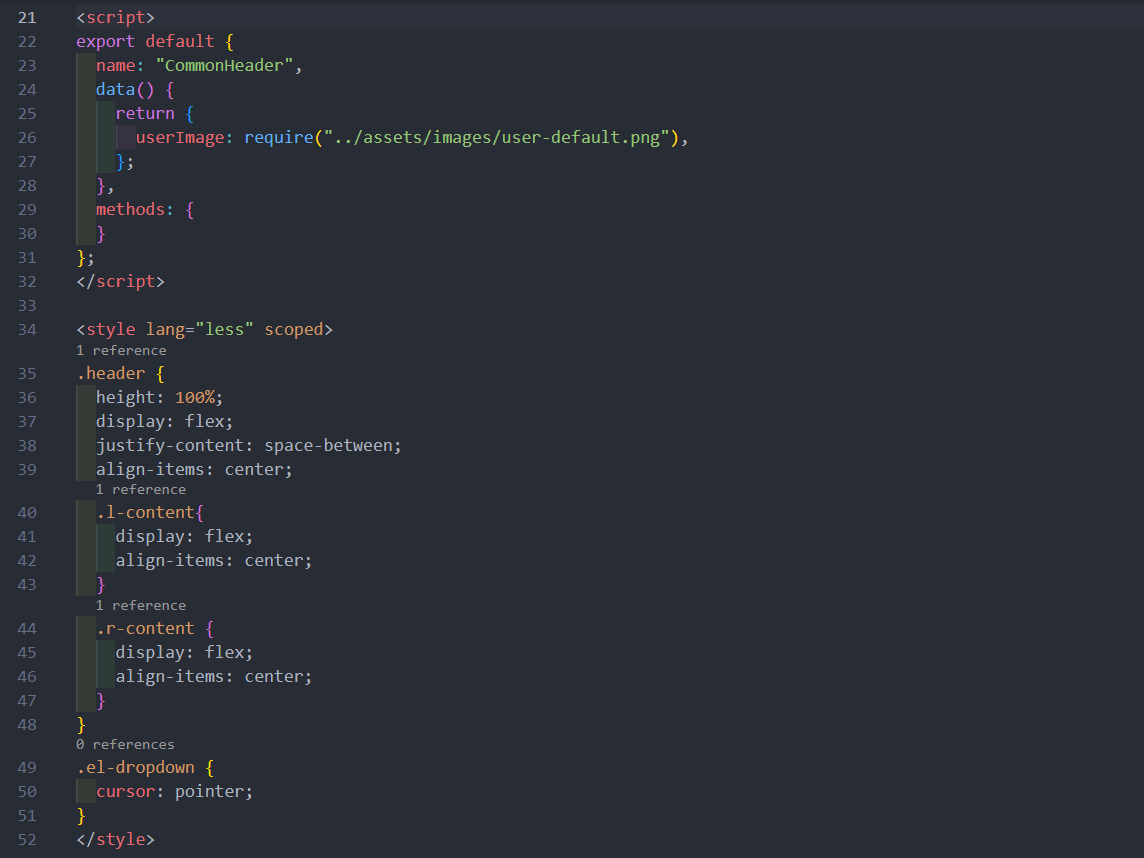 21 <script>
22 export default {
23   name: "CommonHeader",
24   data() {
25     return {
26       userImage: require("../assets/images/user-default.png"),
27     };
28   },
29   methods: {
30   }
31 };
32 </script>
33
34 <style lang="less" scoped>
1 reference
35 .header {
36   height: 100%;
37   display: flex;
38   justify-content: space-between;
39   align-items: center;
1 reference
40   .l-content{
41     display: flex;
42     align-items: center;
43   }
1 reference
44   .r-content {
45     display: flex;
46     align-items: center;
47   }
48 }
0 references
49 .el-dropdown {
50   cursor: pointer;
51 }
52 </style>